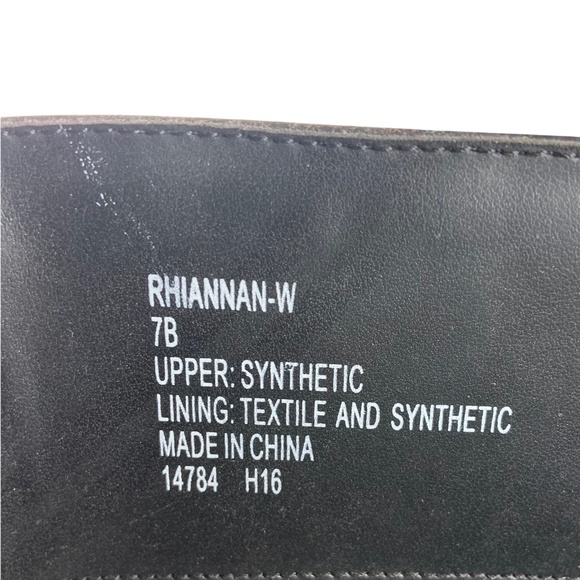 RHIANNAN-W
7B
UPPER: SYNTHETIC
LINING: TEXTILE AND SYNTHETIC
MADE IN CHINA
14784 H16